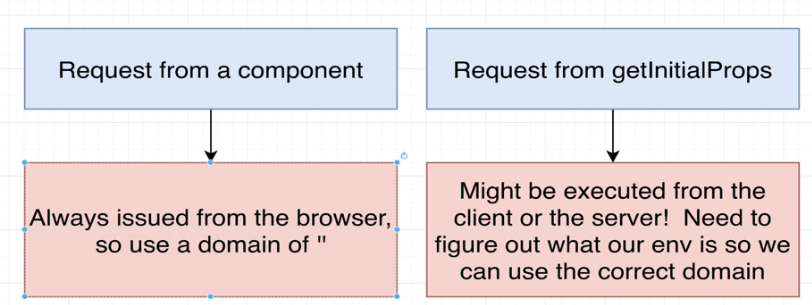 Request from a component
Request from getInitialProps
Always issued from the browser,
so use a domain of "
Might be executed from the
client or the server! Need to
figure out what our env is so we
can use the correct domain